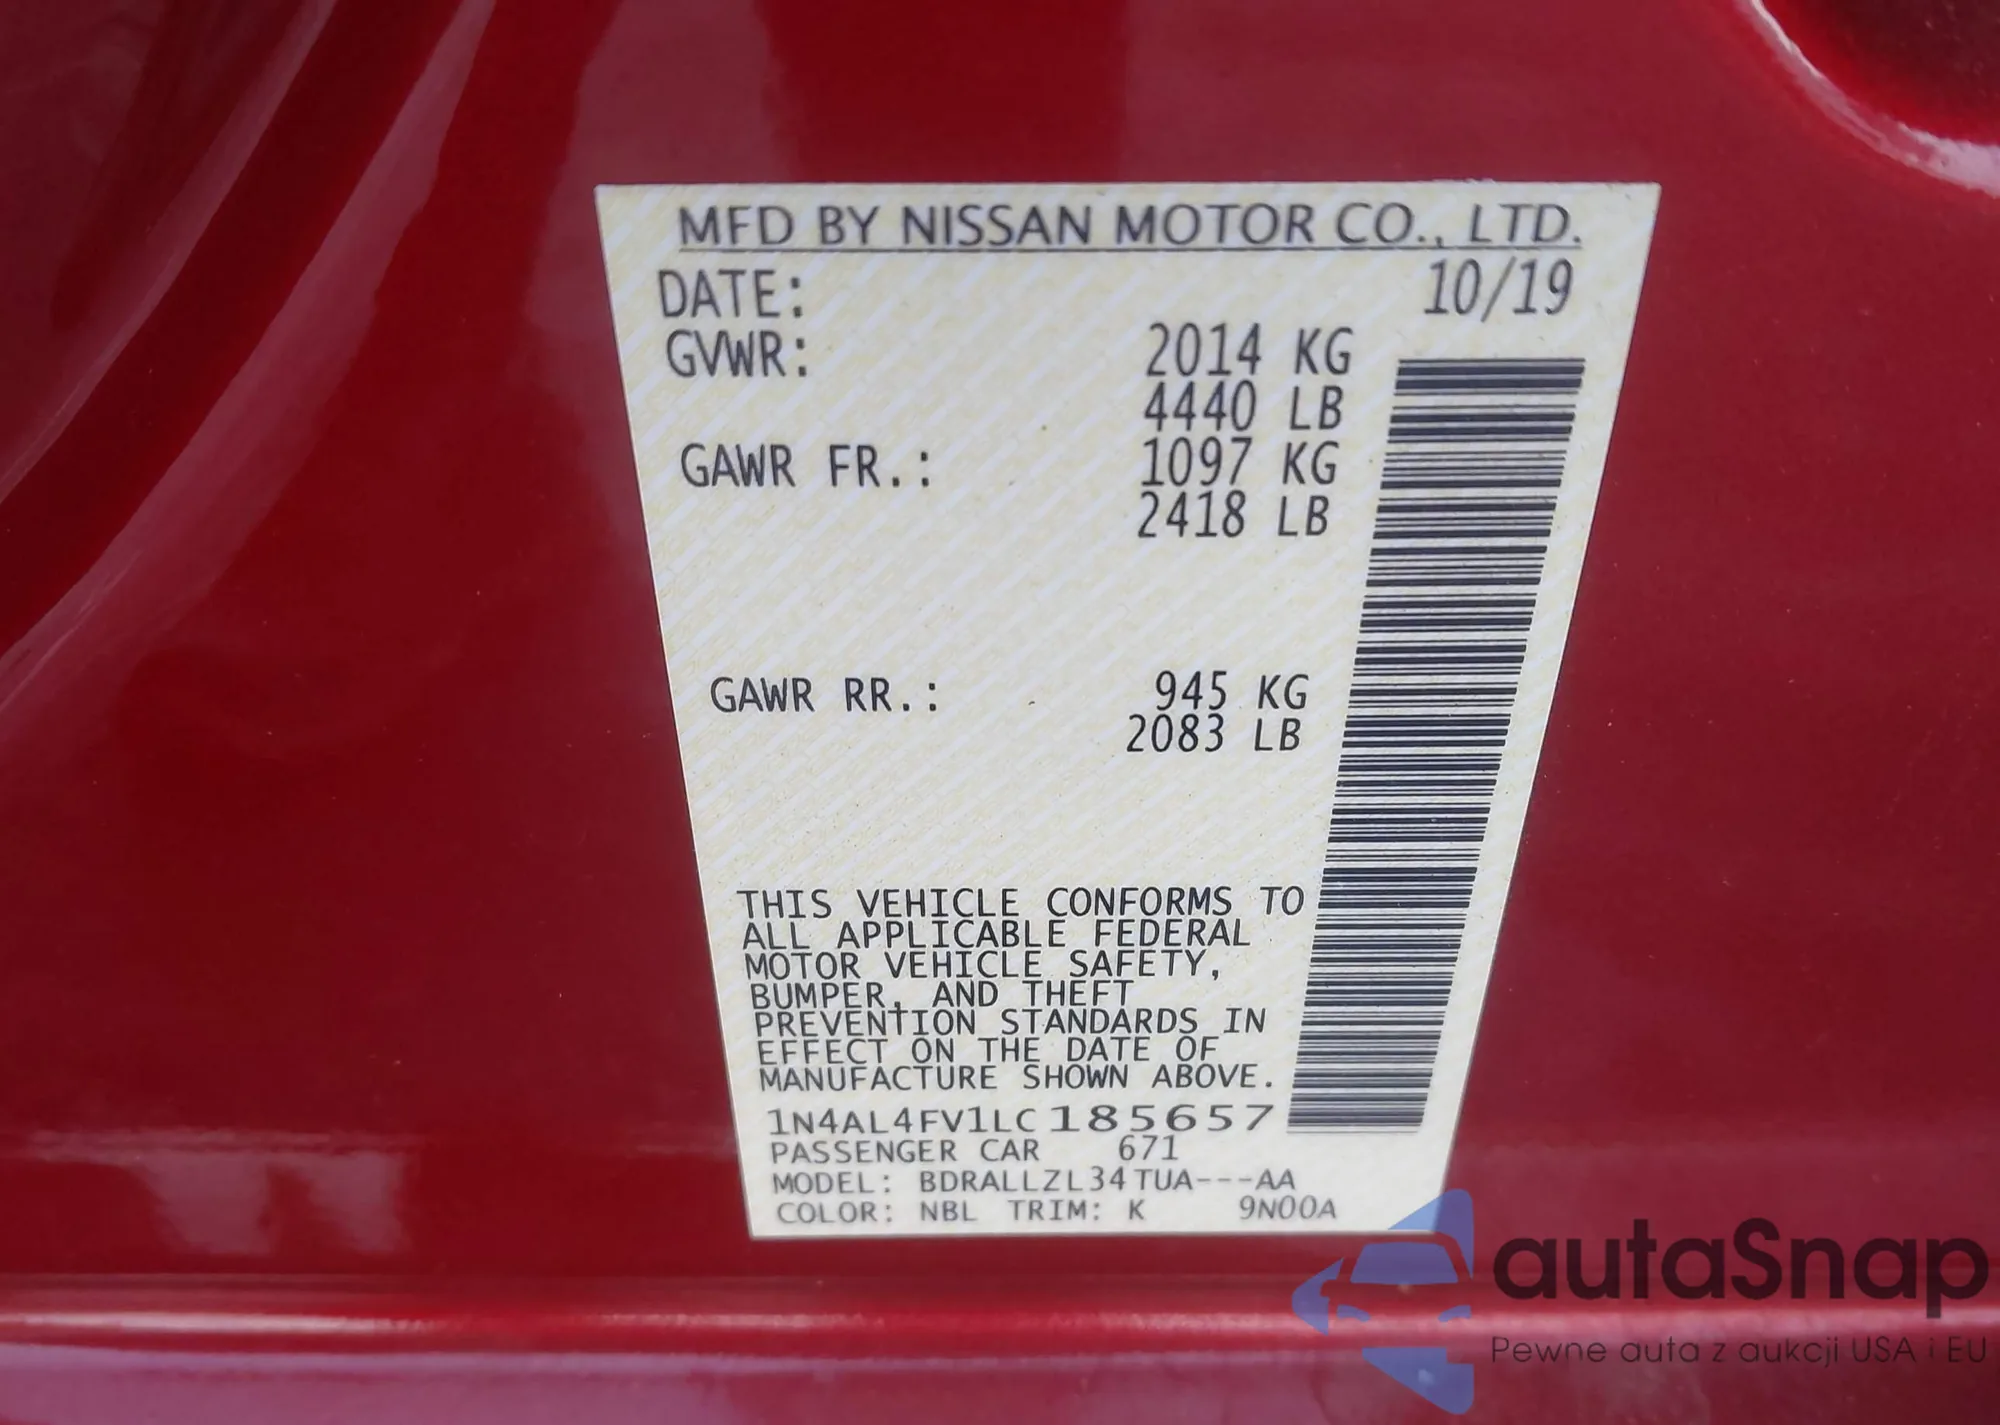 MFD BY NISSAN MOTOR CO., LTD.
DATE: 10/19
GVWR: 2014 KG
4440 LB
GAWR FR.: 1097 KG
2418 LB
GAWR RR.: 945 KG
2083 LB
THIS VEHICLE CONFORMS TO
ALL APPLICABLE FEDERAL
MOTOR VEHICLE SAFETY,
BUMPER, AND THEFT
PREVENTION STANDARDS IN
EFFECT ON THE DATE OF
MANUFACTURE SHOWN ABOVE.
1N4AL4FV1LC185657
PASSENGER CAR 671
MODEL: BDRALLZL34TUA---AA
COLOR: NBL TRIM: K 9N00A
autaSnap
Pewne auta z aukcji USA i EU